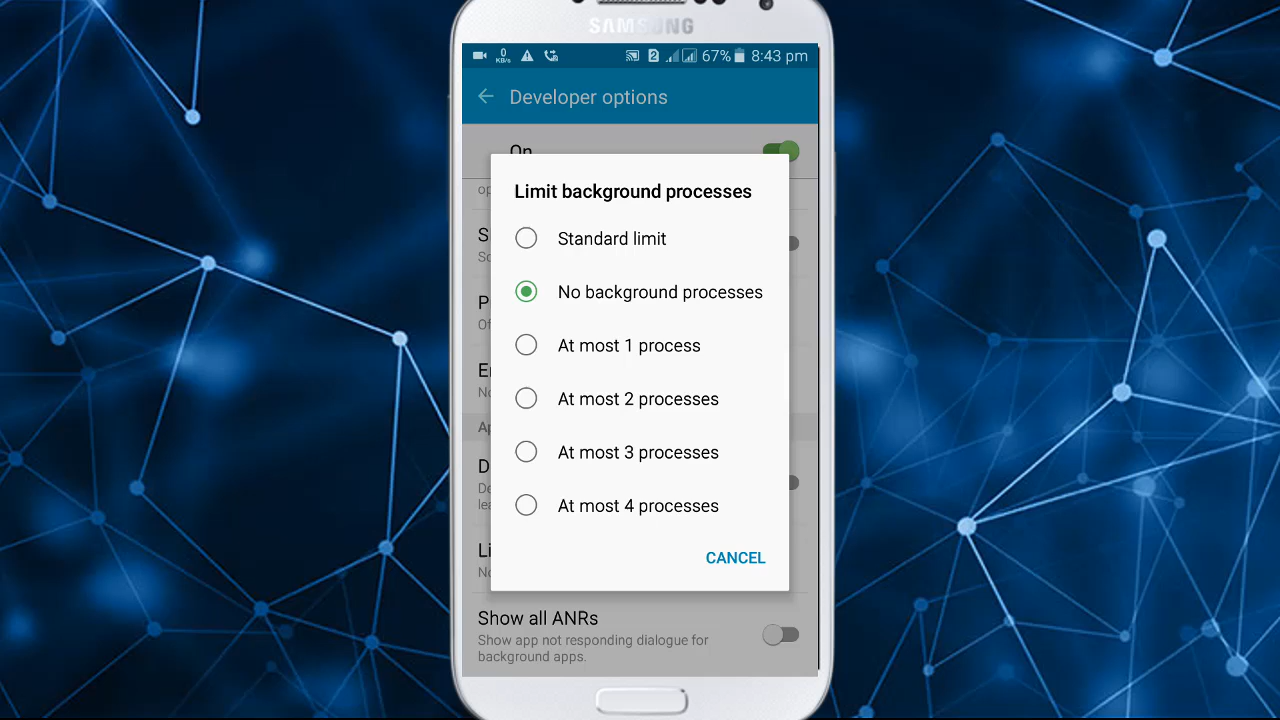 SAMSUNG
0
KB/s
2
67%
8:43 pm
Developer options
On
Limit background processes
Standard limit
No background processes
At most 1 process
At most 2 processes
At most 3 processes
At most 4 processes
CANCEL
Show all ANRs
Show app not responding dialogue for
background apps.